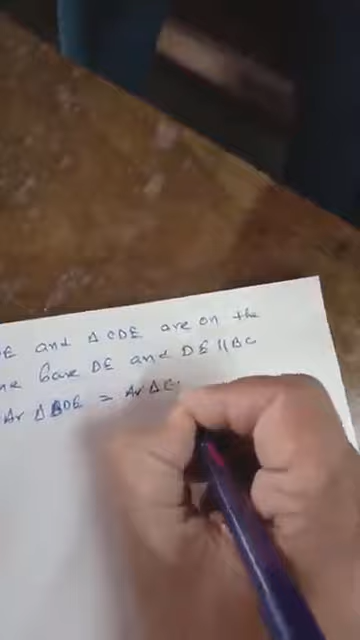 E and Δ CDE are on the
Base DE and DE || BC
Ar Δ BDE = Ar Δ C